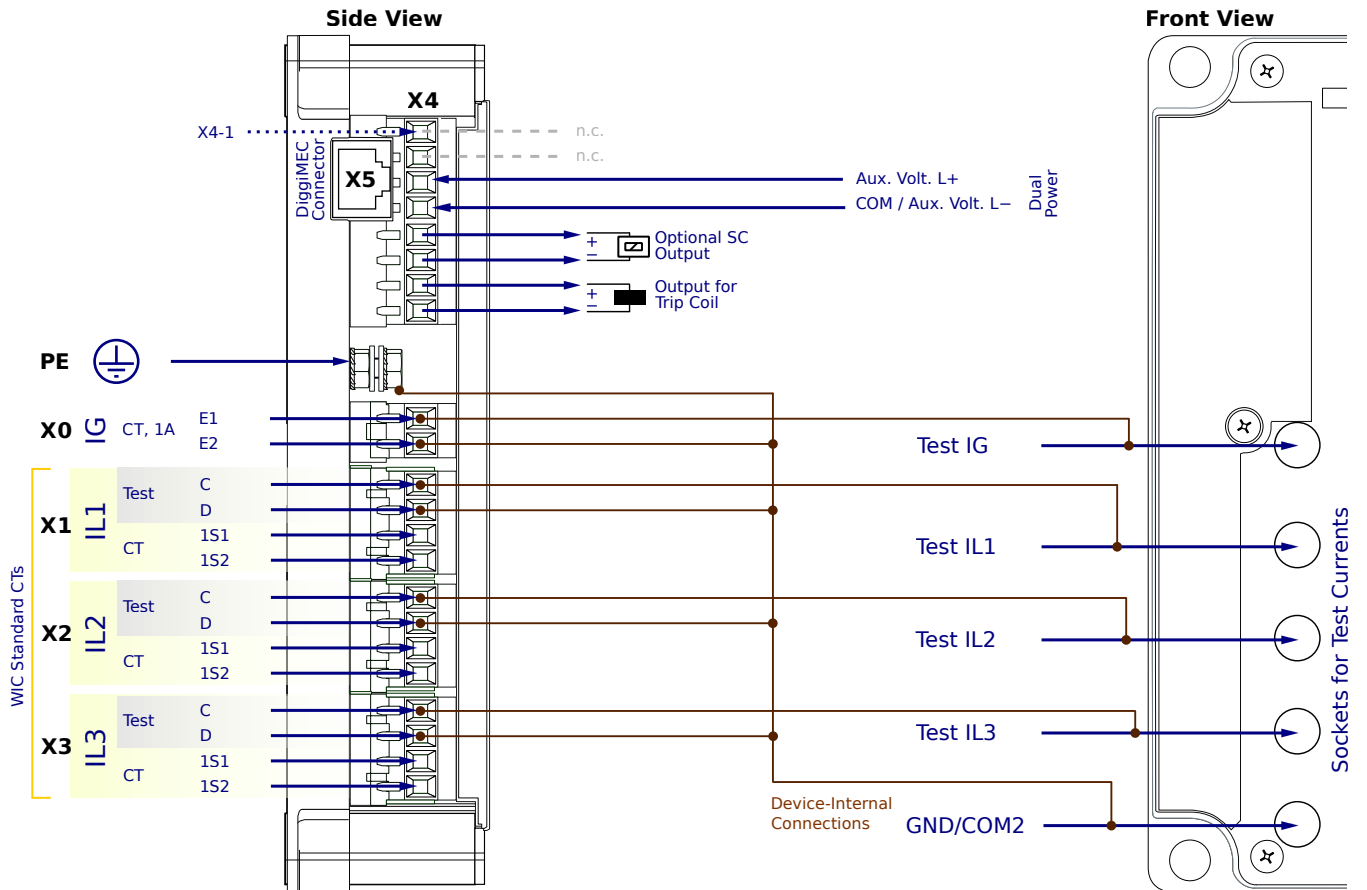 Side View
Front View
X4
X4-1
n.c.
n.c.
DiggiMEC
Connector
X5
Aux. Volt. L+
COM / Aux. Volt. L−
Dual
Power
+
−
Optional SC
Output
+
−
Output for
Trip Coil
PE
X0
IG
CT, 1A
E1
E2
Test IG
WIC Standard CTs
X1
IL1
Test
C
D
CT
1S1
1S2
Test IL1
X2
IL2
Test
C
D
CT
1S1
1S2
Test IL2
X3
IL3
Test
C
D
CT
1S1
1S2
Test IL3
Sockets for Test Currents
Device-Internal
Connections
GND/COM2